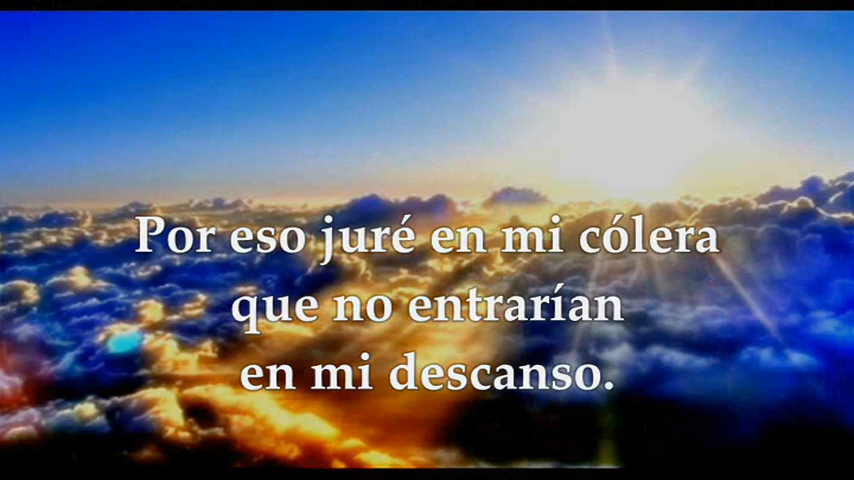 Por eso juré en mi cólera
que no entrarían
en mi descanso.